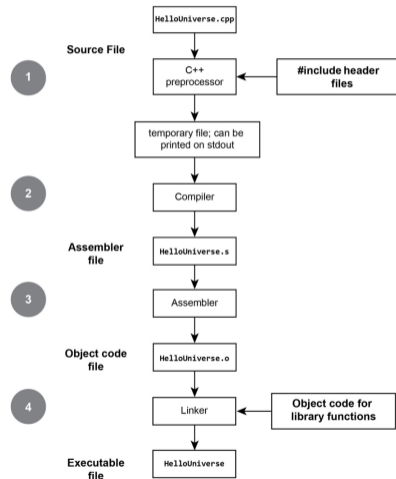 HelloUniverse.cpp
Source File
1
C++
preprocessor
#include header
files
temporary file; can be
printed on stdout
2
Compiler
Assembler
file
HelloUniverse.s
3
Assembler
Object code
file
HelloUniverse.o
4
Linker
Object code for
library functions
Executable
file
HelloUniverse